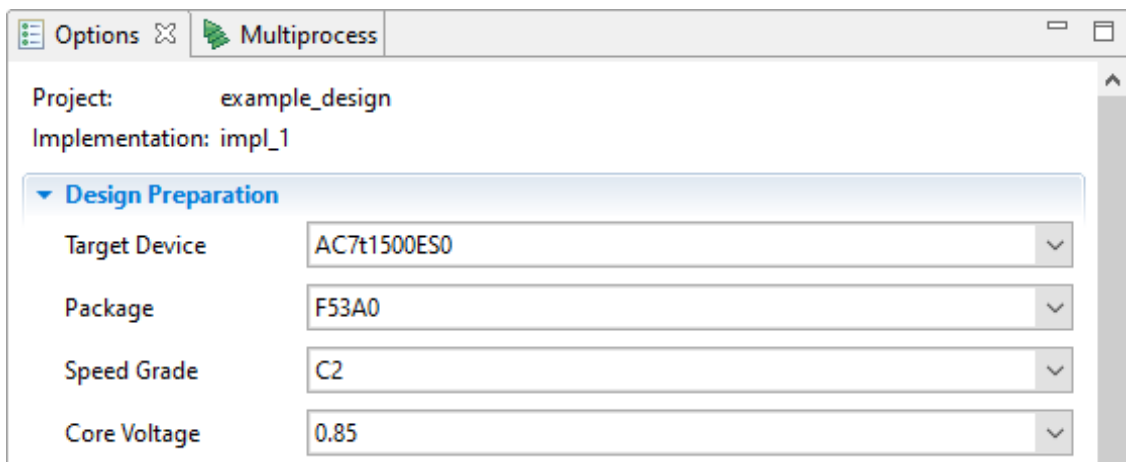 Options Multiprocess
Project: example_design
Implementation: impl_1
Design Preparation
Target Device AC7t1500ES0
Package F53A0
Speed Grade C2
Core Voltage 0.85